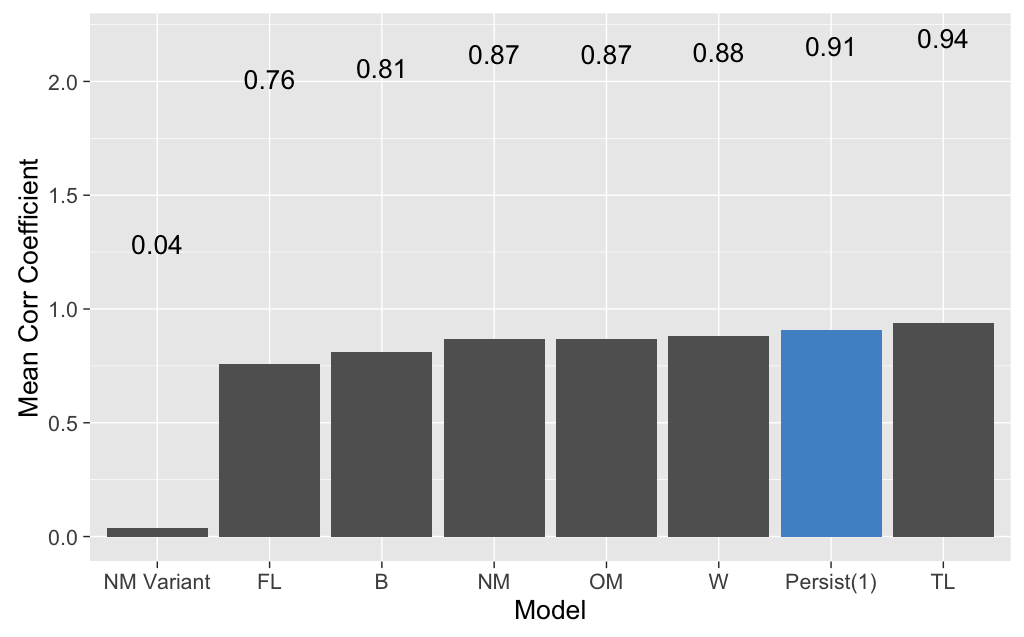 0.04
0.76
0.81
0.87
0.87
0.88
0.91
0.94
Mean Corr Coefficient
2.0
1.5
1.0
0.5
0.0
NM Variant
FL
B
NM
OM
W
Persist(1)
TL
Model